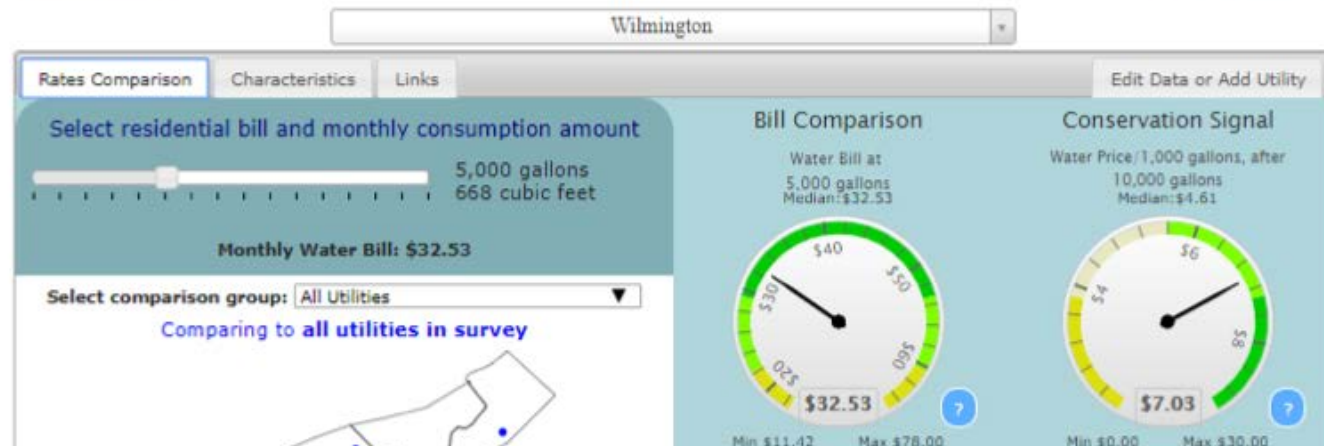 Wilmington
Rates Comparison
Characteristics
Links
Edit Data or Add Utility
Select residential bill and monthly consumption amount
5,000 gallons
668 cubic feet
Monthly Water Bill: $32.53
Select comparison group: All Utilities
Comparing to all utilities in survey
Bill Comparison
Water Bill at
5,000 gallons
Median:$32.53
$20
$30
$40
$50
$60
$32.53
?
Min $11.42 Max $78.00
Conservation Signal
Water Price/1,000 gallons, after
10,000 gallons
Median:$4.61
$4
$6
$8
$7.03
?
Min $0.00 Max $30.00